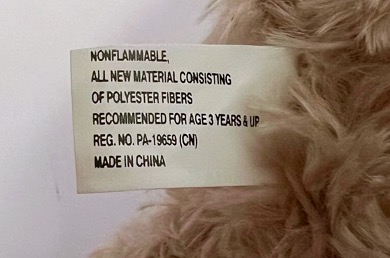 NONFLAMMABLE,
ALL NEW MATERIAL CONSISTING
OF POLYESTER FIBERS
RECOMMENDED FOR AGE 3 YEARS & UP
REG. NO. PA-19659 (CN)
MADE IN CHINA